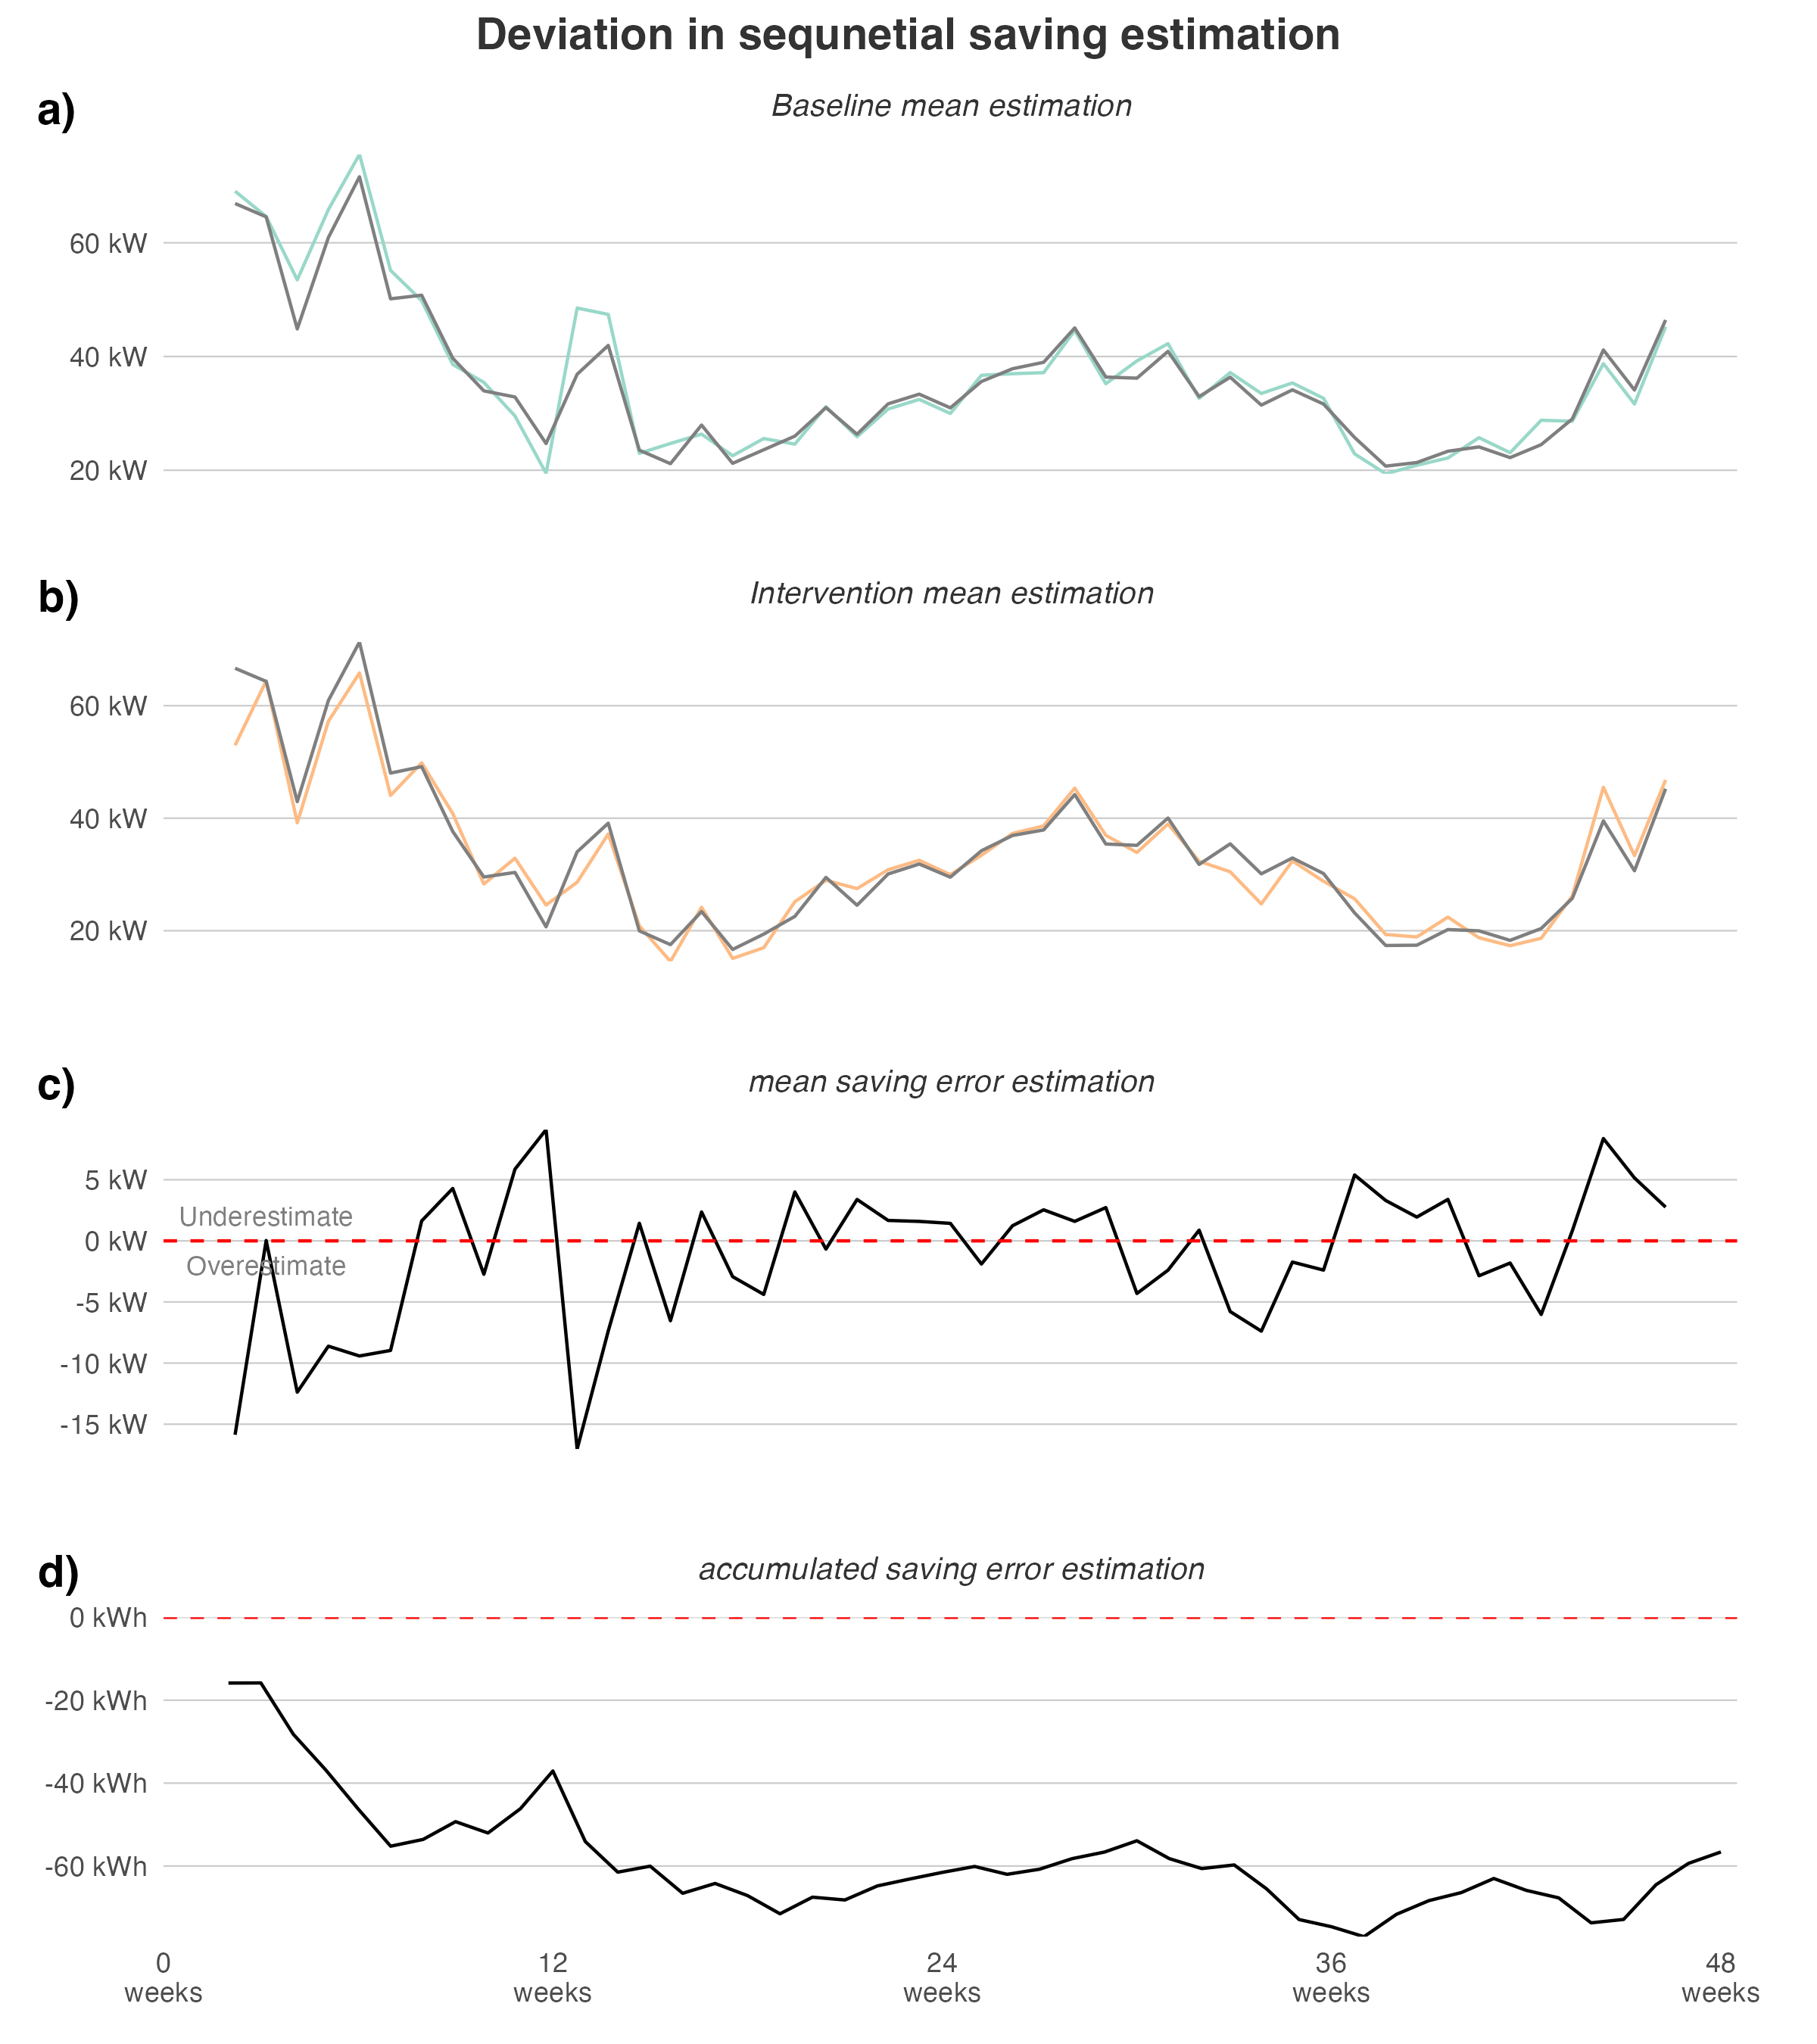 Deviation in sequnetial saving estimation
a)
Baseline mean estimation
60 kW
40 kW
20 kW
b)
Intervention mean estimation
60 kW
40 kW
20 kW
c)
mean saving error estimation
5 kW
Underestimate
0 kW
Overestimate
-5 kW
-10 kW
-15 kW
d)
accumulated saving error estimation
0 kWh
-20 kWh
-40 kWh
-60 kWh
0 12 24 36 48
weeks weeks weeks weeks weeks